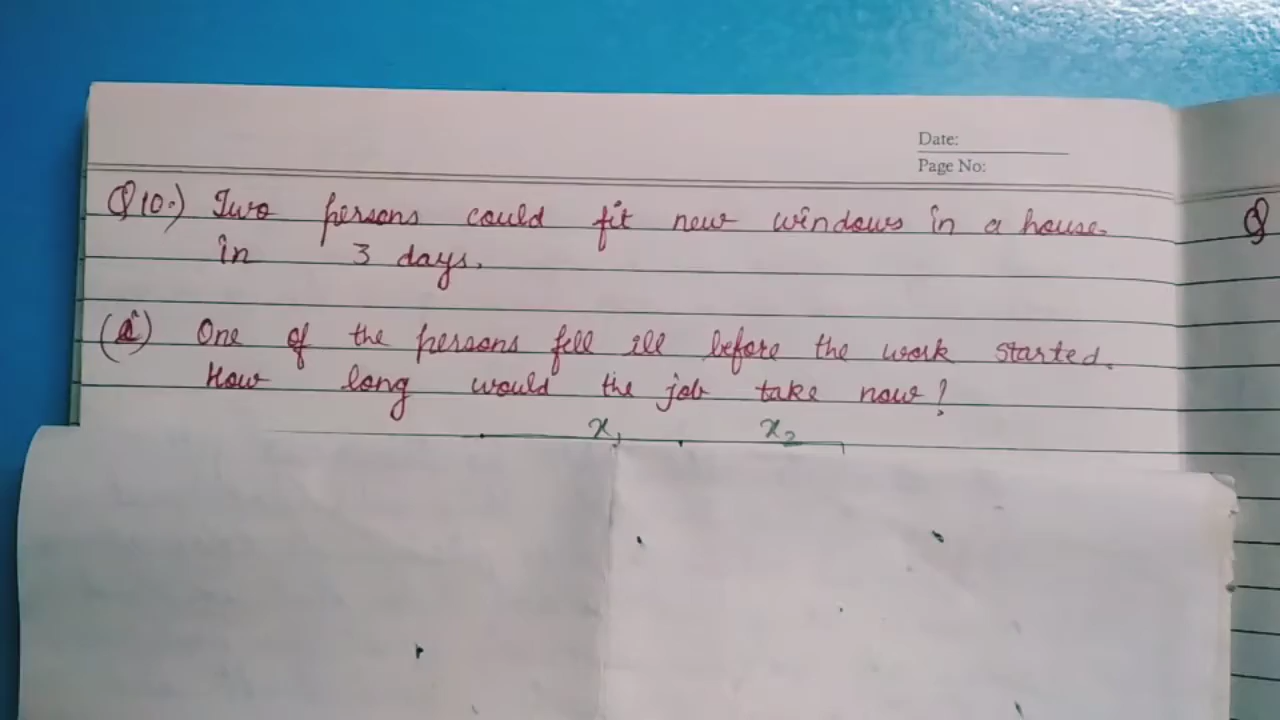 Date:
Page No:
Q10.) Two persons could fit new windows in a house
in 3 days.
(i) One of the persons fell ill before the work started.
How long would the job take now?
x₁ x₂
Q